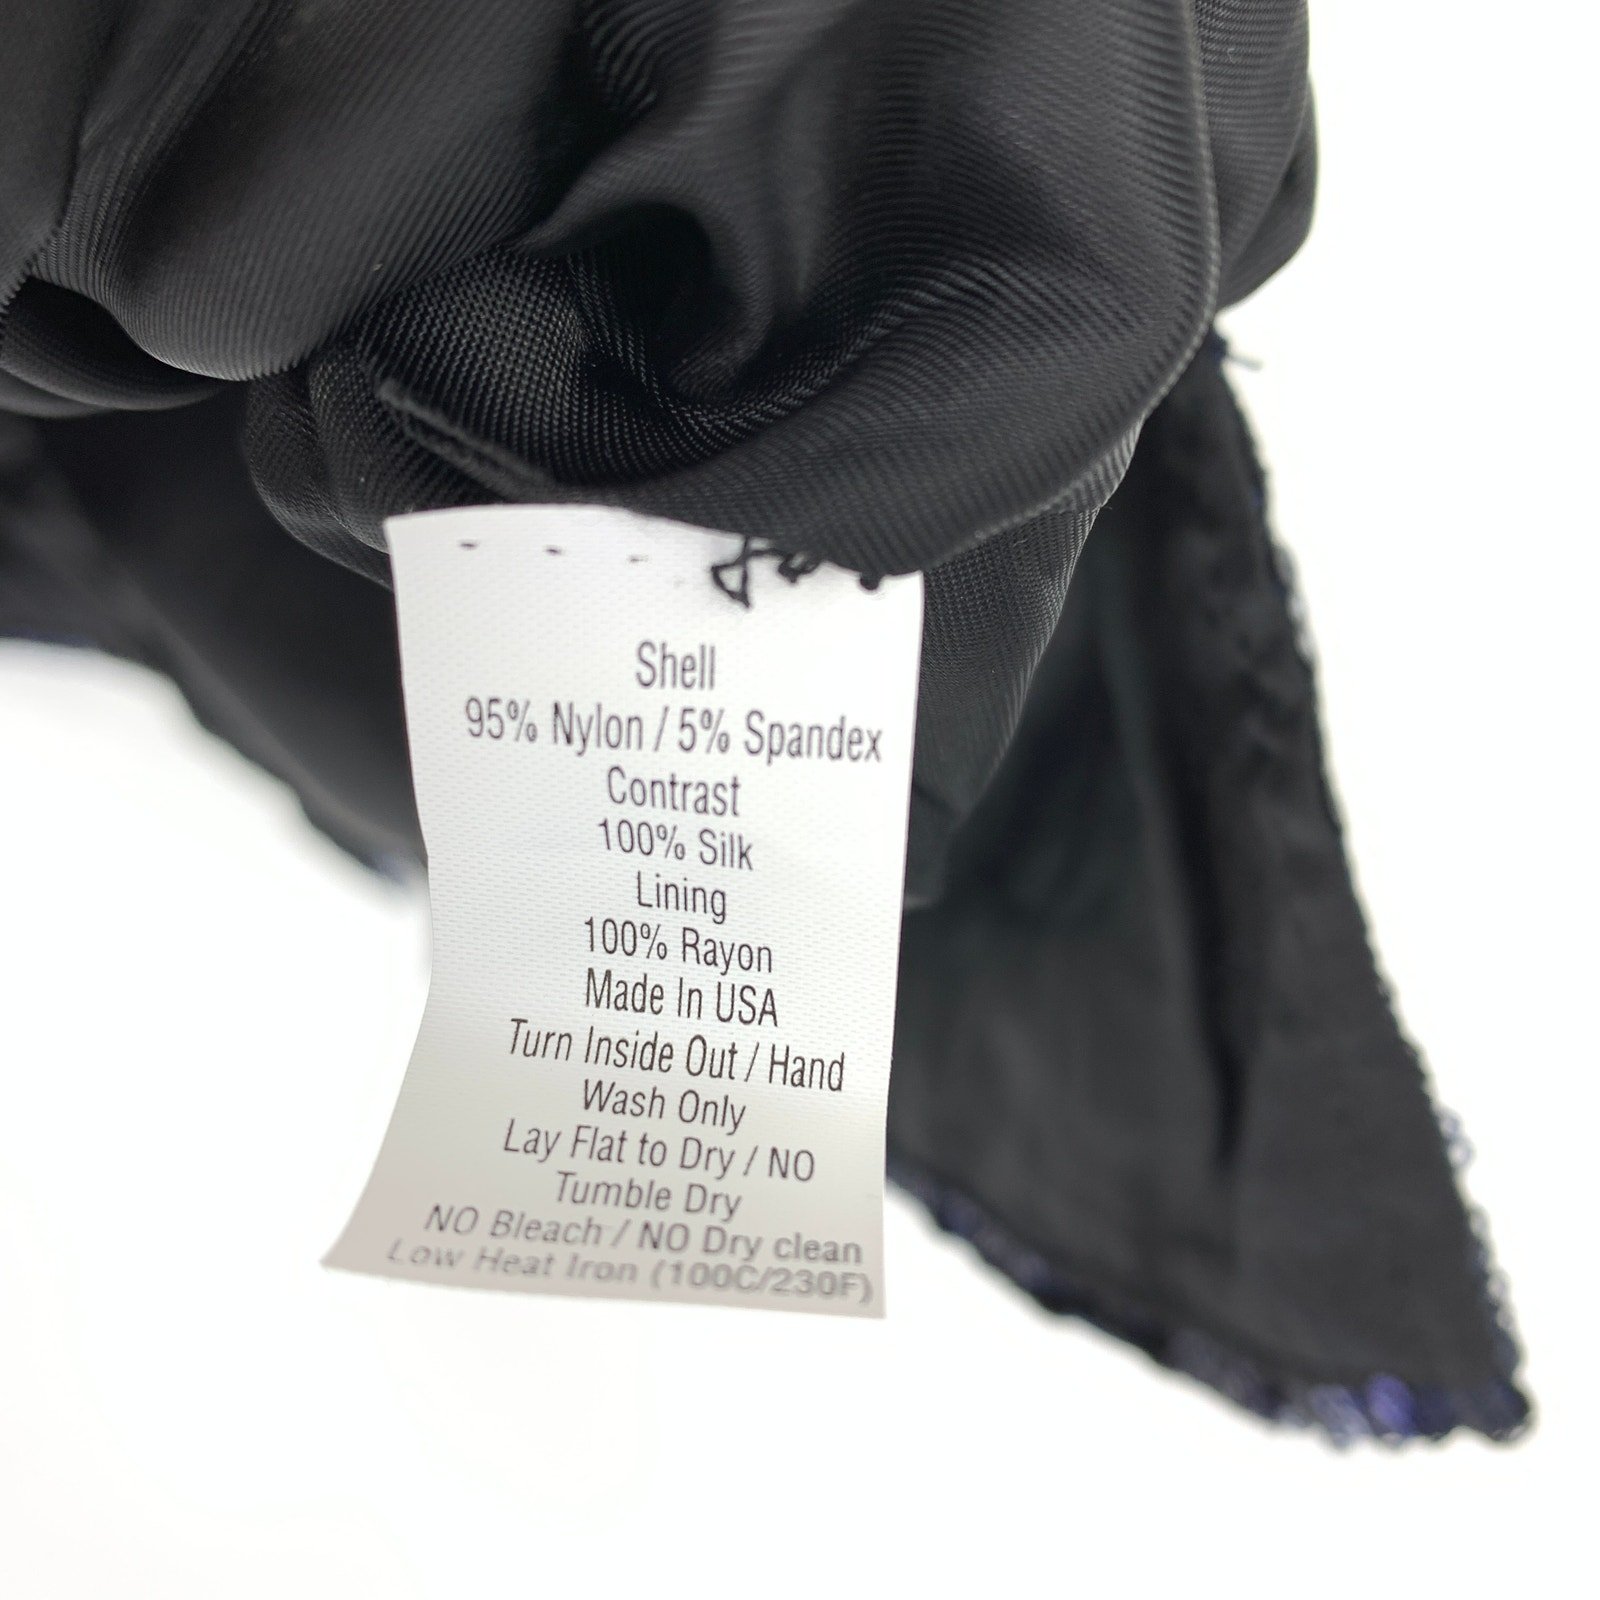 Shell
95% Nylon / 5% Spandex
Contrast
100% Silk
Lining
100% Rayon
Made In USA
Turn Inside Out / Hand
Wash Only
Lay Flat to Dry / NO
Tumble Dry
NO Bleach / NO Dry clean
Low Heat Iron (100C/230F)